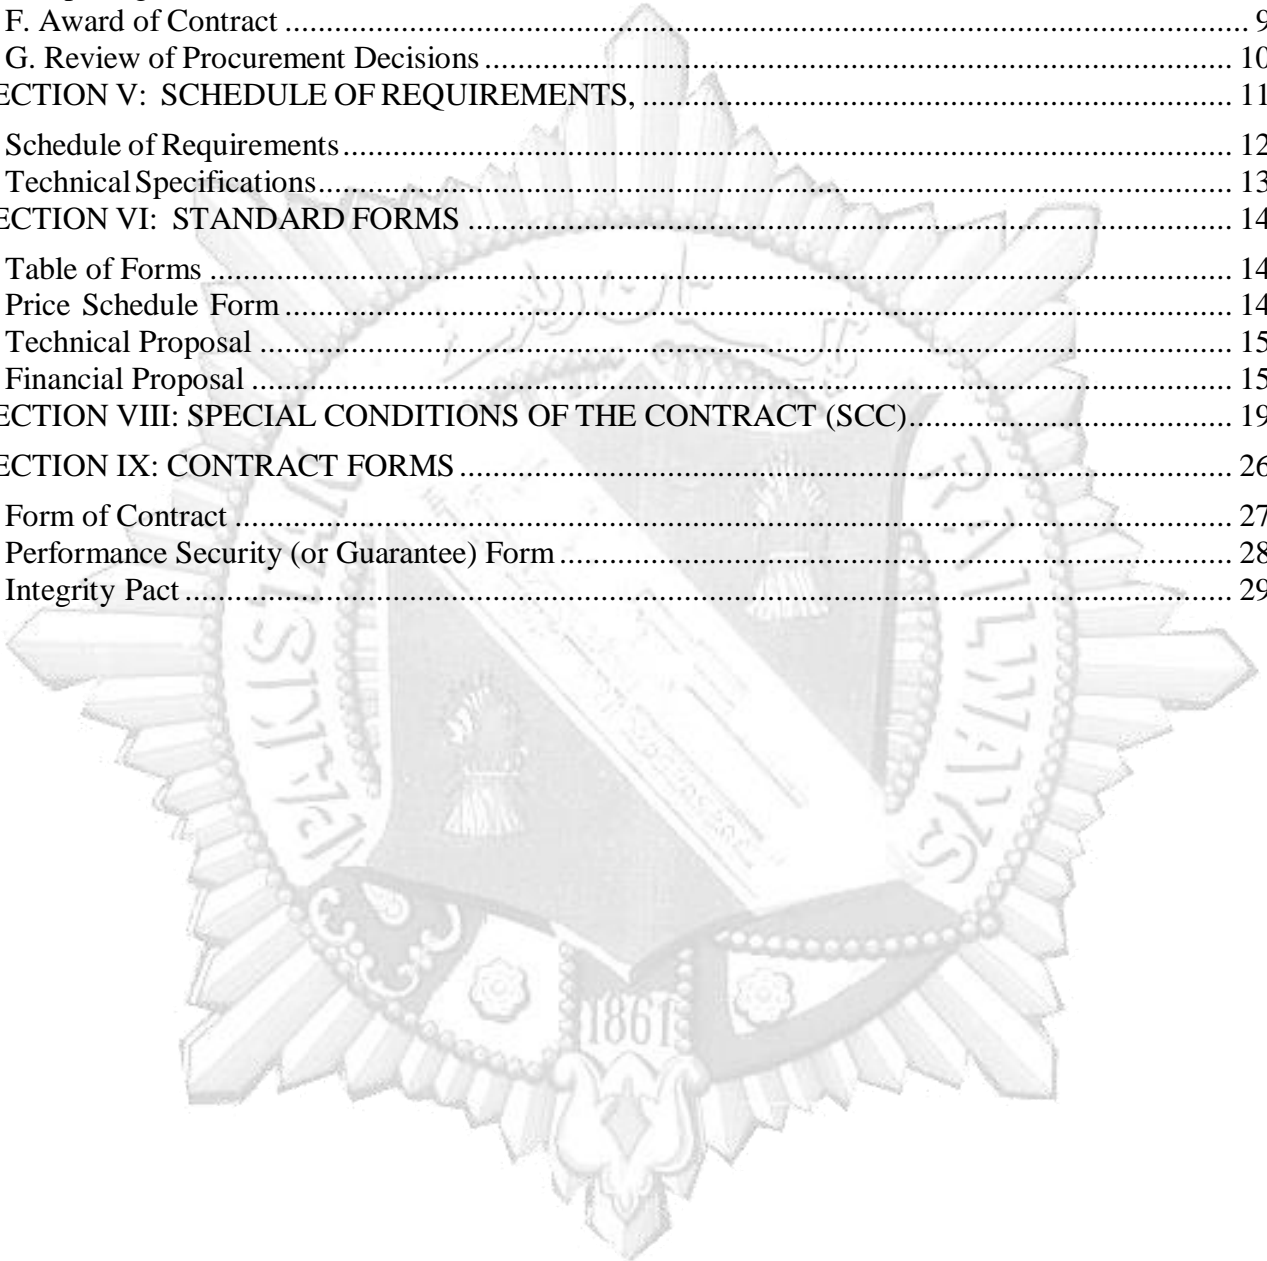 F. Award of Contract ........................................................................................................................ 9
G. Review of Procurement Decisions ............................................................................................. 10
ECTION V: SCHEDULE OF REQUIREMENTS, ......................................................................... 11
Schedule of Requirements ............................................................................................................... 12
Technical Specifications .................................................................................................................. 13
ECTION VI: STANDARD FORMS ............................................................................................... 14
Table of Forms ................................................................................................................................ 14
Price Schedule Form ....................................................................................................................... 14
Technical Proposal .......................................................................................................................... 15
Financial Proposal ........................................................................................................................... 15
ECTION VIII: SPECIAL CONDITIONS OF THE CONTRACT (SCC) ........................................ 19
ECTION IX: CONTRACT FORMS ................................................................................................ 26
Form of Contract ............................................................................................................................. 27
Performance Security (or Guarantee) Form .................................................................................... 28
Integrity Pact ................................................................................................................................... 29
PAKISTAN RAILWAYS
1861